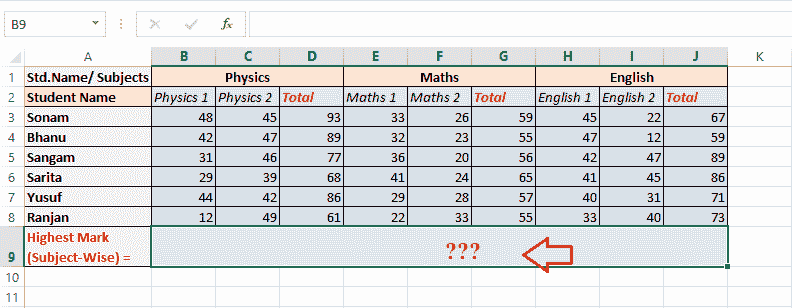 B9 fx
A B C D E F G H I J K
1 Std.Name/ Subjects Physics Maths English
2 Student Name Physics 1 Physics 2 Total Maths 1 Maths 2 Total English 1 English 2 Total
3 Sonam 48 45 93 33 26 59 45 22 67
4 Bhanu 42 47 89 32 23 55 47 12 59
5 Sangam 31 46 77 36 20 56 42 47 89
6 Sarita 29 39 68 41 24 65 41 45 86
7 Yusuf 44 42 86 29 28 57 40 31 71
8 Ranjan 12 49 61 22 33 55 33 40 73
Highest Mark
9 (Subject-Wise) = ???
10
11